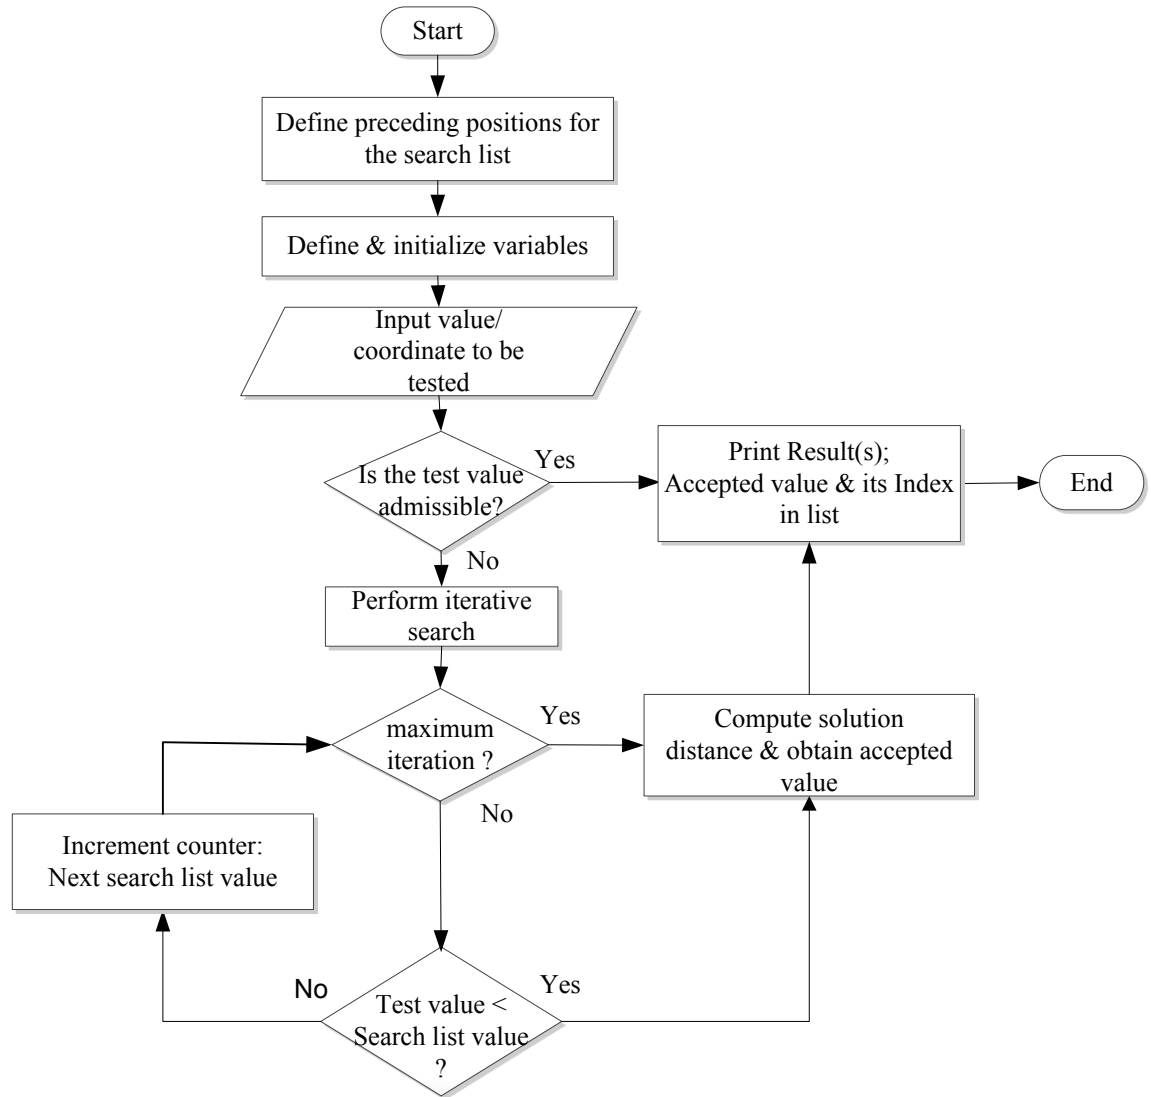 Start
Define preceding positions for
the search list
Define & initialize variables
Input value/
coordinate to be
tested
Is the test value
admissible?
Yes
Print Result(s);
Accepted value & its Index
in list
End
No
Perform iterative
search
maximum
iteration ?
Yes
Compute solution
distance & obtain accepted
value
No
Increment counter:
Next search list value
No
Test value <
Search list value
?
Yes